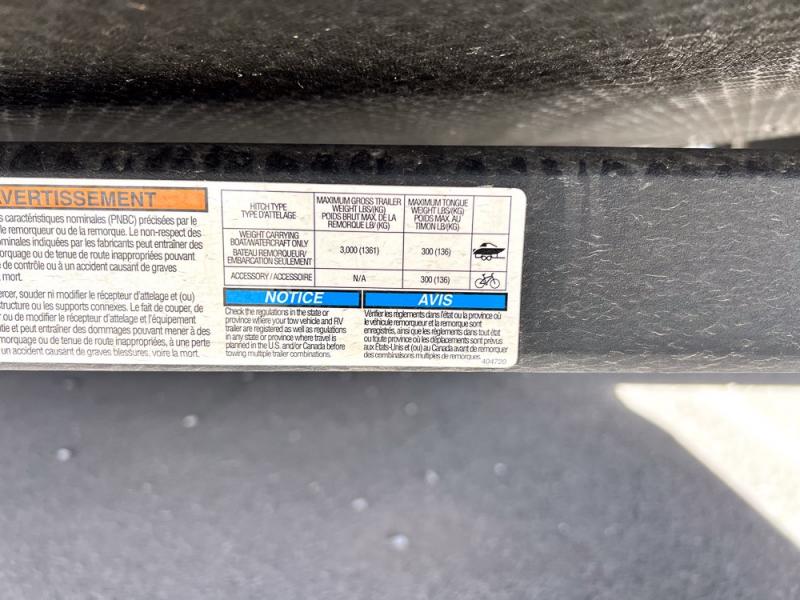 AVERTISSEMENT
s caractéristiques nominales (PNBC) précisées par le
le remorqueur ou de la remorque. Le non-respect des
ominales indiquées par les fabricants peut entraîner des
orquage ou de tenue de route inappropriées pouvant
de contrôle ou à un accident causant de graves
mort.
ercer, souder ni modifier le récepteur d'attelage et (ou)
structure ou les supports connexes. Le fait de couper, de
r ou de modifier le récepteur d'attelage et l'équipement
tie et peut entraîner des dommages pouvant mener à des
morquage ou de tenue de route inappropriées, à une perte
un accident causant de graves blessures, voire la mort.
HITCH TYPE
TYPE D'ATTELAGE
MAXIMUM GROSS TRAILER
WEIGHT LBS/(KG)
POIDS BRUT MAX. DE LA
REMORQUE LB/ (KG)
MAXIMUM TONGUE
WEIGHT LBS/(KG)
POIDS MAX. AU
TIMON LB/ (KG)
WEIGHT CARRYING
BOAT/WATERCRAFT ONLY
BATEAU REMORQUEUR/
EMBARCATION SEULEMENT
3,000 (1361)
300 (136)
ACCESSORY / ACCESSOIRE
N/A
300 (136)
NOTICE
Check the regulations in the state or
province where your tow vehicle and RV
trailer are registered as well as regulations
in any state or province where travel is
planned in the U.S. and/or Canada before
towing multiple trailer combinations.
AVIS
Vérifier les règlements dans l'état ou la province où
le véhicule remorqueur et la remorque sont
enregistrés, ainsi que les règlements dans tout état
ou toute province où les déplacements sont prévus
aux États-Unis et (ou) au Canada avant de remorquer
des combinaisons multiples de remorques.
404720